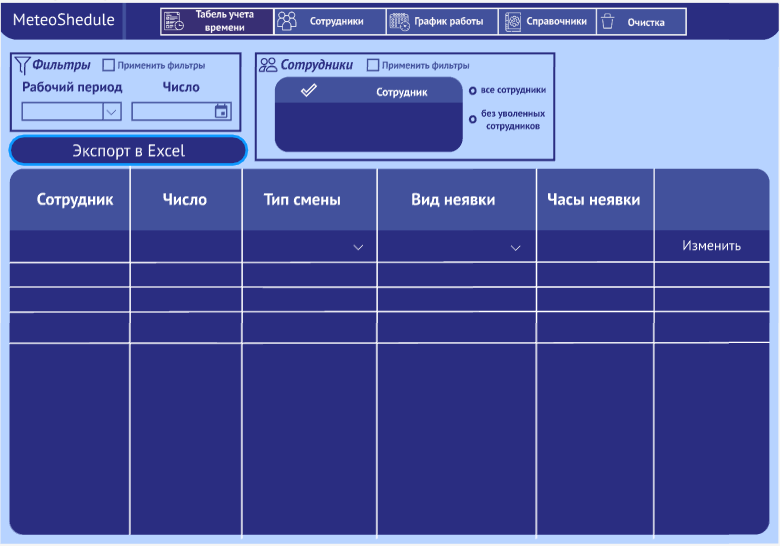 MeteoShedule
Табель учета
времени
Сотрудники
График работы
Справочники
Очистка
Фильтры
Применить фильтры
Рабочий период
Число
Сотрудники
Применить фильтры
Сотрудник
все сотрудники
без уволенных
сотрудников
Экспорт в Excel
Сотрудник
Число
Тип смены
Вид неявки
Часы неявки
Изменить